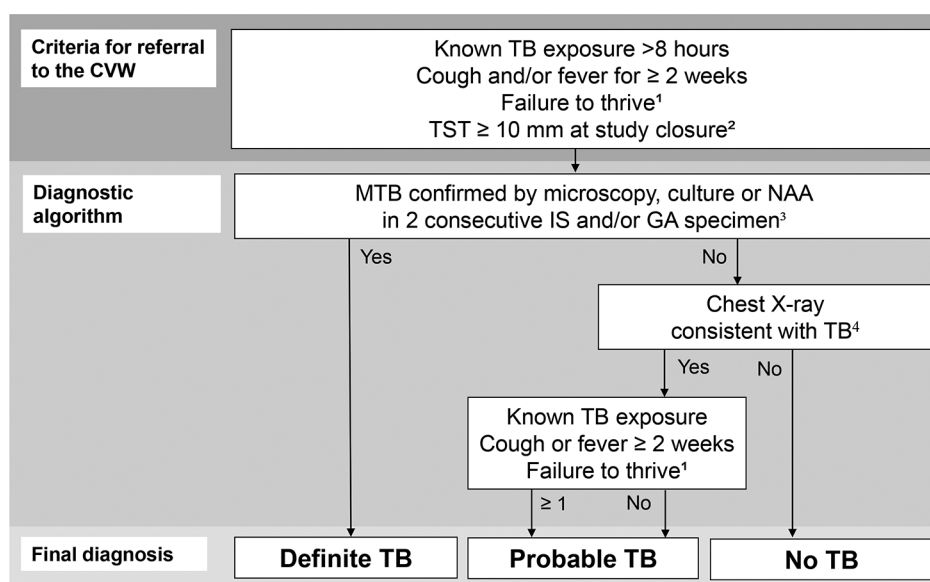 Criteria for referral
to the CVW
Known TB exposure >8 hours
Cough and/or fever for ≥ 2 weeks
Failure to thrive¹
TST ≥ 10 mm at study closure²
Diagnostic
algorithm
MTB confirmed by microscopy, culture or NAA
in 2 consecutive IS and/or GA specimen³
Yes
No
Chest X-ray
consistent with TB⁴
Yes
No
Known TB exposure
Cough or fever ≥ 2 weeks
Failure to thrive¹
≥ 1
No
Final diagnosis
Definite TB
Probable TB
No TB